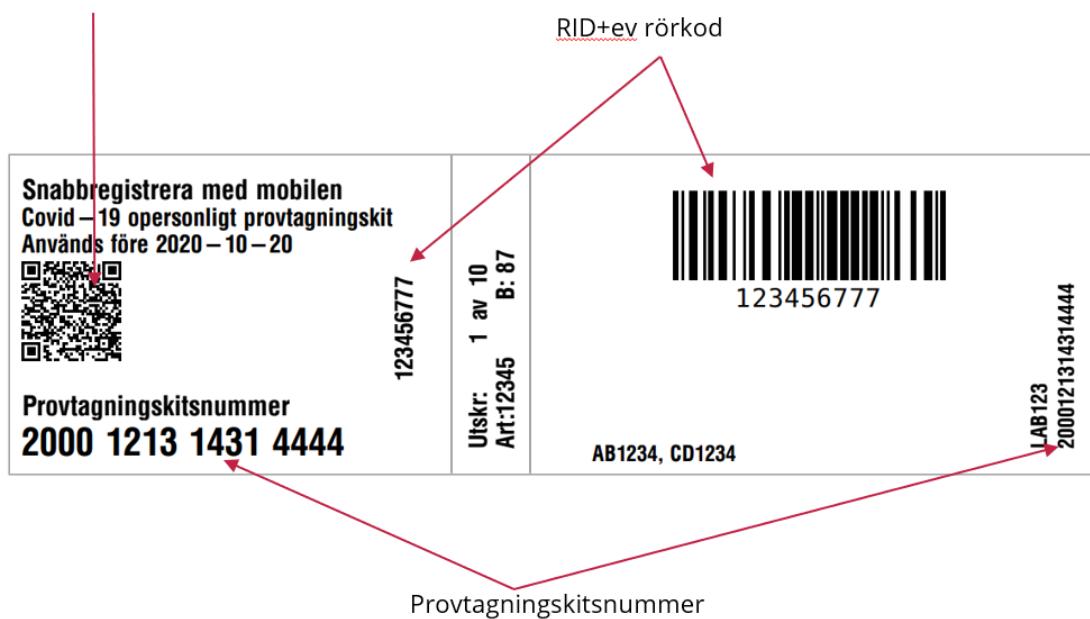 RID+ev rörkod
Snabbregistrera med mobilen
Covid – 19 opersonligt provtagningskit
Används före 2020 – 10 – 20
123456777
Provtagningskitsnummer
2000 1213 1431 4444
Utskr: 1 av 10
Art:12345 B: 87
123456777
AB1234, CD1234
LAB123
2000121314314444
Provtagningskitsnummer